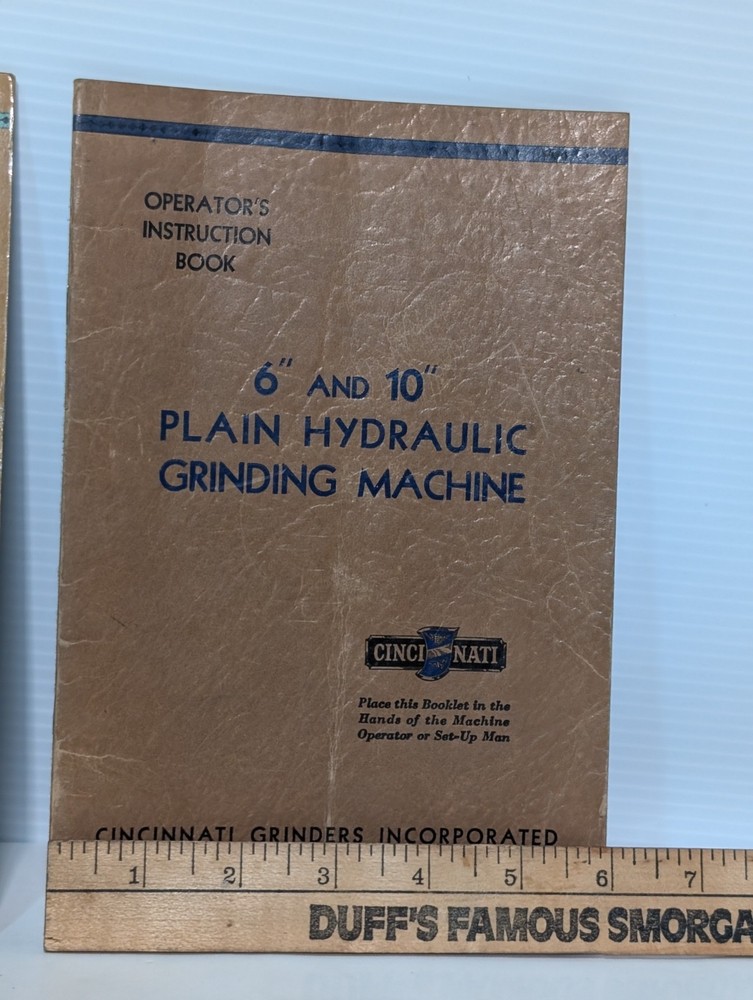 OPERATOR'S
INSTRUCTION
BOOK
6" AND 10"
PLAIN HYDRAULIC
GRINDING MACHINE
CINCINNATI
Place this Booklet in the
Hands of the Machine
Operator or Set-Up Man
CINCINNATI GRINDERS INCORPORATED
1 2 3 4 5 6 7
DUFF'S FAMOUS SMORGA